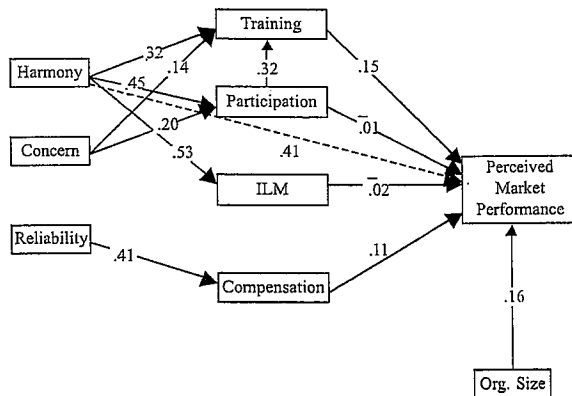 Training
.32
.14
.15
Harmony
.45
.32
Participation
-.01
.20
Concern
.53
.41
Perceived
Market
Performance
ILM
-.02
Reliability
.41
.11
Compensation
.16
Org. Size